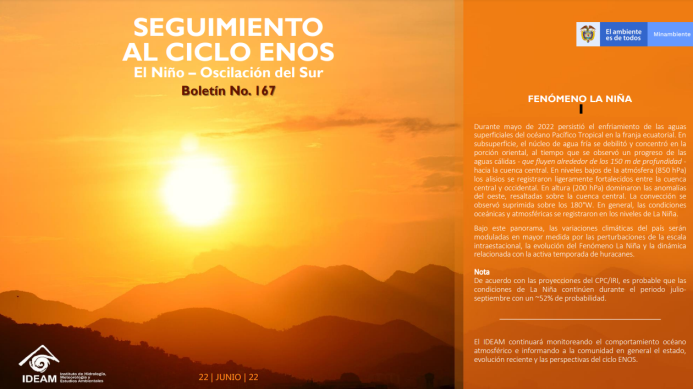 SEGUIMIENTO
AL CICLO ENOS
El Niño – Oscilación del Sur
Boletín No. 167
El ambiente
es de todos
Minambiente
FENÓMENO LA NIÑA
Durante mayo de 2022 persistió el enfriamiento de las aguas
superficiales del océano Pacífico Tropical en la franja ecuatorial. En
subsuperficie, el núcleo de agua fría se debilitó y concentró en la
porción oriental, al tiempo que se observó un progreso de las
aguas cálidas - que fluyen alrededor de los 150 m de profundidad -
hacia la cuenca central. En niveles bajos de la atmósfera (850 hPa)
los alisios se registraron ligeramente fortalecidos entre la cuenca
central y occidental. En altura (200 hPa) dominaron las anomalías
del oeste, resaltadas sobre la cuenca central. La convección se
observó suprimida sobre los 180°W. En general, las condiciones
oceánicas y atmosféricas se registraron en los niveles de La Niña.
Bajo este panorama, las variaciones climáticas del país serán
moduladas en mayor medida por las perturbaciones de la escala
intraestacional, la evolución del Fenómeno La Niña y la dinámica
relacionada con la activa temporada de huracanes.
Nota
De acuerdo con las proyecciones del CPC/IRI, es probable que las
condiciones de La Niña continúen durante el periodo julio-
septiembre con un ~52% de probabilidad.
El IDEAM continuará monitoreando el comportamiento océano
atmosférico e informando a la comunidad en general el estado,
evolución reciente y las perspectivas del ciclo ENOS.
IDEAM
Instituto de Hidrología,
Meteorología y
Estudios Ambientales
22 | JUNIO | 22